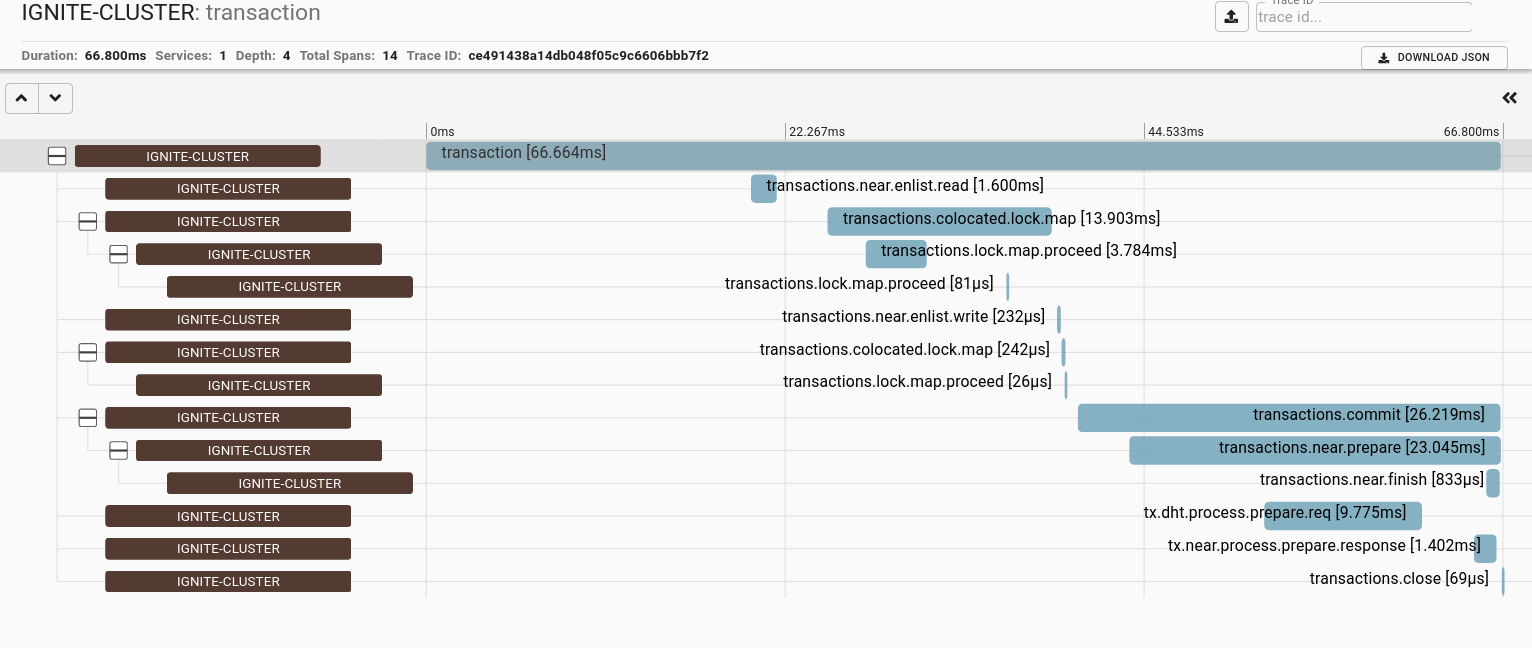 IGNITE-CLUSTER: transaction
Trace ID
trace id...
Duration: 66.800ms Services: 1 Depth: 4 Total Spans: 14 Trace ID: ce491438a14db048f05c9c6606bbb7f2
DOWNLOAD JSON
0ms 22.267ms 44.533ms 66.800ms
IGNITE-CLUSTER transaction [66.664ms]
IGNITE-CLUSTER transactions.near.enlist.read [1.600ms]
IGNITE-CLUSTER transactions.colocated.lock.map [13.903ms]
IGNITE-CLUSTER transactions.lock.map.proceed [3.784ms]
IGNITE-CLUSTER transactions.lock.map.proceed [81μs]
IGNITE-CLUSTER transactions.near.enlist.write [232μs]
IGNITE-CLUSTER transactions.colocated.lock.map [242μs]
IGNITE-CLUSTER transactions.lock.map.proceed [26μs]
IGNITE-CLUSTER transactions.commit [26.219ms]
IGNITE-CLUSTER transactions.near.prepare [23.045ms]
IGNITE-CLUSTER transactions.near.finish [833μs]
IGNITE-CLUSTER tx.dht.process.prepare.req [9.775ms]
IGNITE-CLUSTER tx.near.process.prepare.response [1.402ms]
IGNITE-CLUSTER transactions.close [69μs]